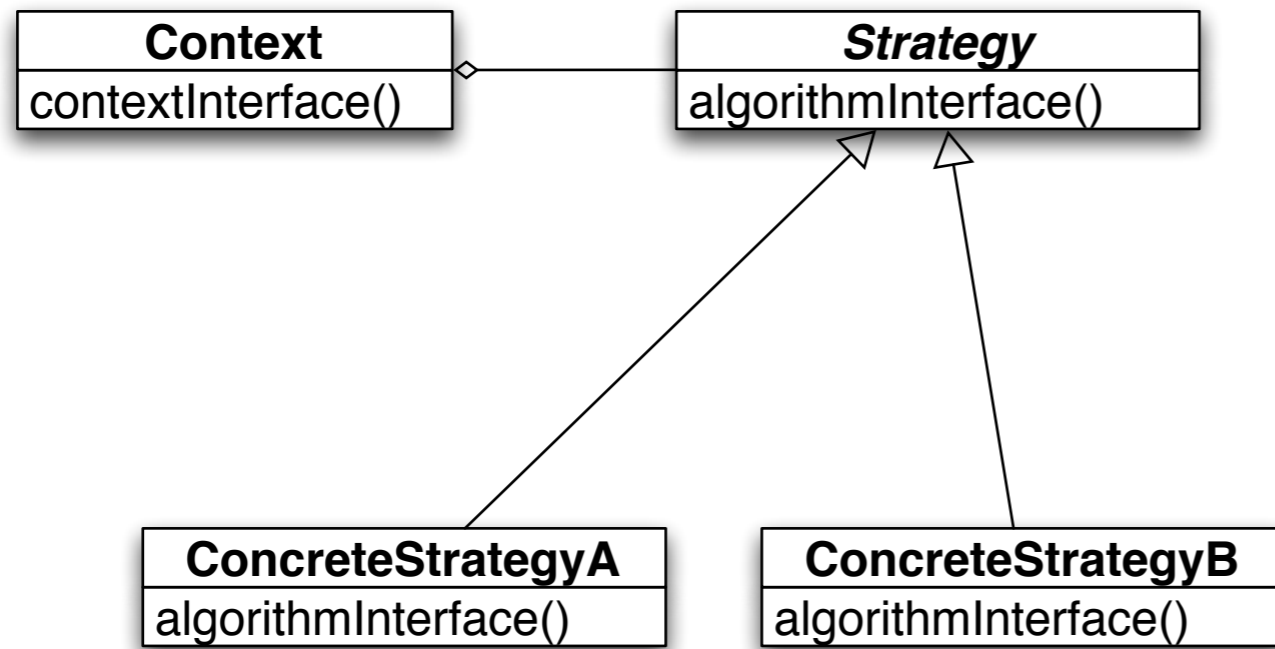 Context
contextInterface()
Strategy
algorithmInterface()
ConcreteStrategyA
algorithmInterface()
ConcreteStrategyB
algorithmInterface()